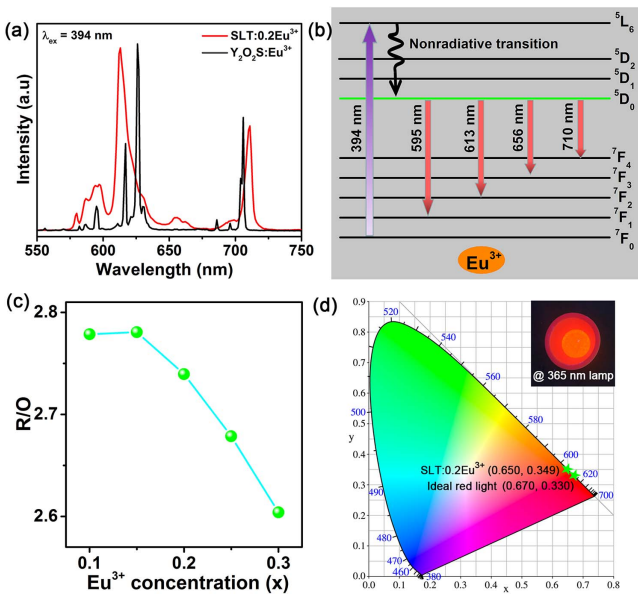 (a)
λex = 394 nm
SLT:0.2Eu³⁺
Y₂O₂S:Eu³⁺
Intensity (a.u)
550 600 650 700 750
Wavelength (nm)
(b)
⁵L₆
Nonradiative transition
⁵D₂
⁵D₁
⁵D₀
394 nm
595 nm
613 nm
656 nm
710 nm
⁷F₄
⁷F₃
⁷F₂
⁷F₁
⁷F₀
Eu³⁺
(c)
2.8
2.7
2.6
R/O
0.1 0.2 0.3
Eu³⁺ concentration (x)
(d)
0.9
0.8
0.7
0.6
0.5
0.4
0.3
0.2
0.1
0.0
y
520
540
560
580
600
620
700
500
490
480
470
460
380
@ 365 nm lamp
SLT:0.2Eu³⁺ (0.650, 0.349)
Ideal red light (0.670, 0.330)
0.0 0.1 0.2 0.3 0.4 0.5 0.6 0.7 0.8
x